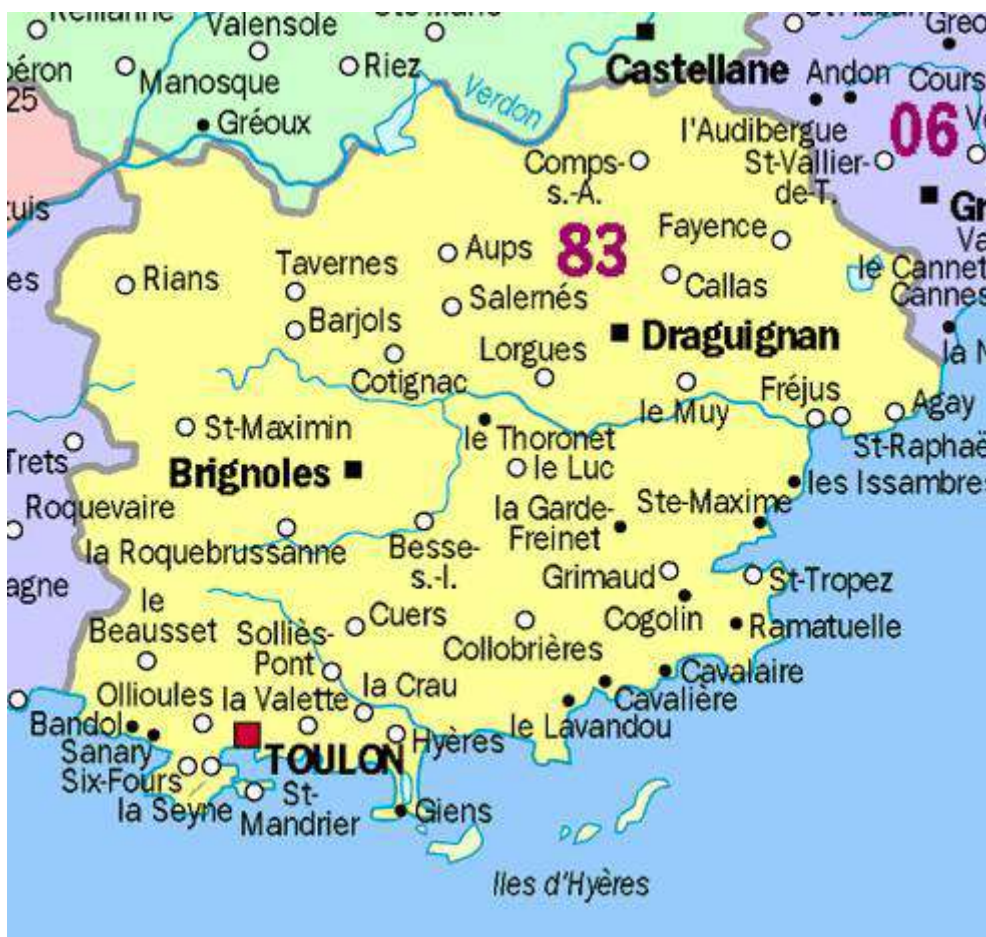 Valensole
Manosque
Riez
Gréoux
Verdon
Castellane
Andon
Cours
l'Audibergue
06
St-Vallier-
de-T.
25
Comps-
s.-A.
Fayence
83
Aups
Tavernes
Rians
Salernés
Callas
le Cannet
Cannes
Barjols
Draguignan
Lorgues
Cotignac
le Muy
Fréjus
Agay
St-Maximin
le Thoronet
St-Raphaë
Trets
Brignoles
le Luc
les Issambres
Roquevaire
la Garde-
Freinet
Ste-Maxime
la Roquebrussanne
Besse-
s.-I.
Grimaud
St-Tropez
agne
le
Beausset
Cuers
Cogolin
Ramatuelle
Solliès-
Pont
Collobrières
Cavalaire
Ollioules
la Valette
la Crau
Cavalière
Bandol
le Lavandou
Sanary
TOULON
Hyères
Six-Fours
la Seyne
St-
Mandrier
Giens
Iles d'Hyères